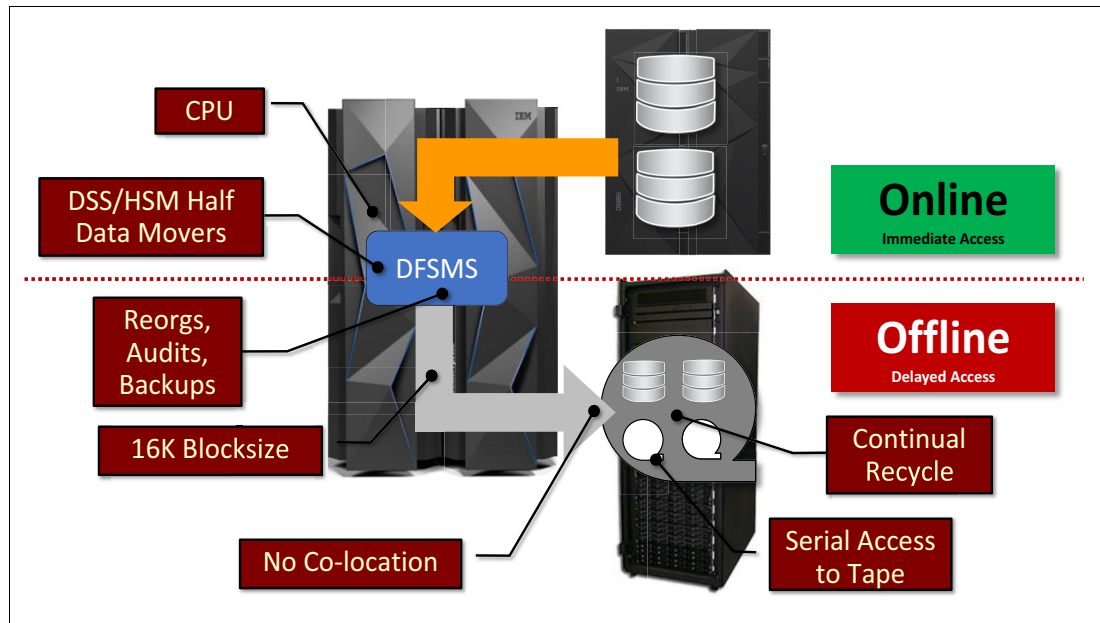 CPU
IBM
IBM
DSS/HSM Half
Data Movers
DFSMS
Online
Immediate Access
Reorgs,
Audits,
Backups
Offline
Delayed Access
16K Blocksize
Continual
Recycle
No Co-location
Serial Access
to Tape